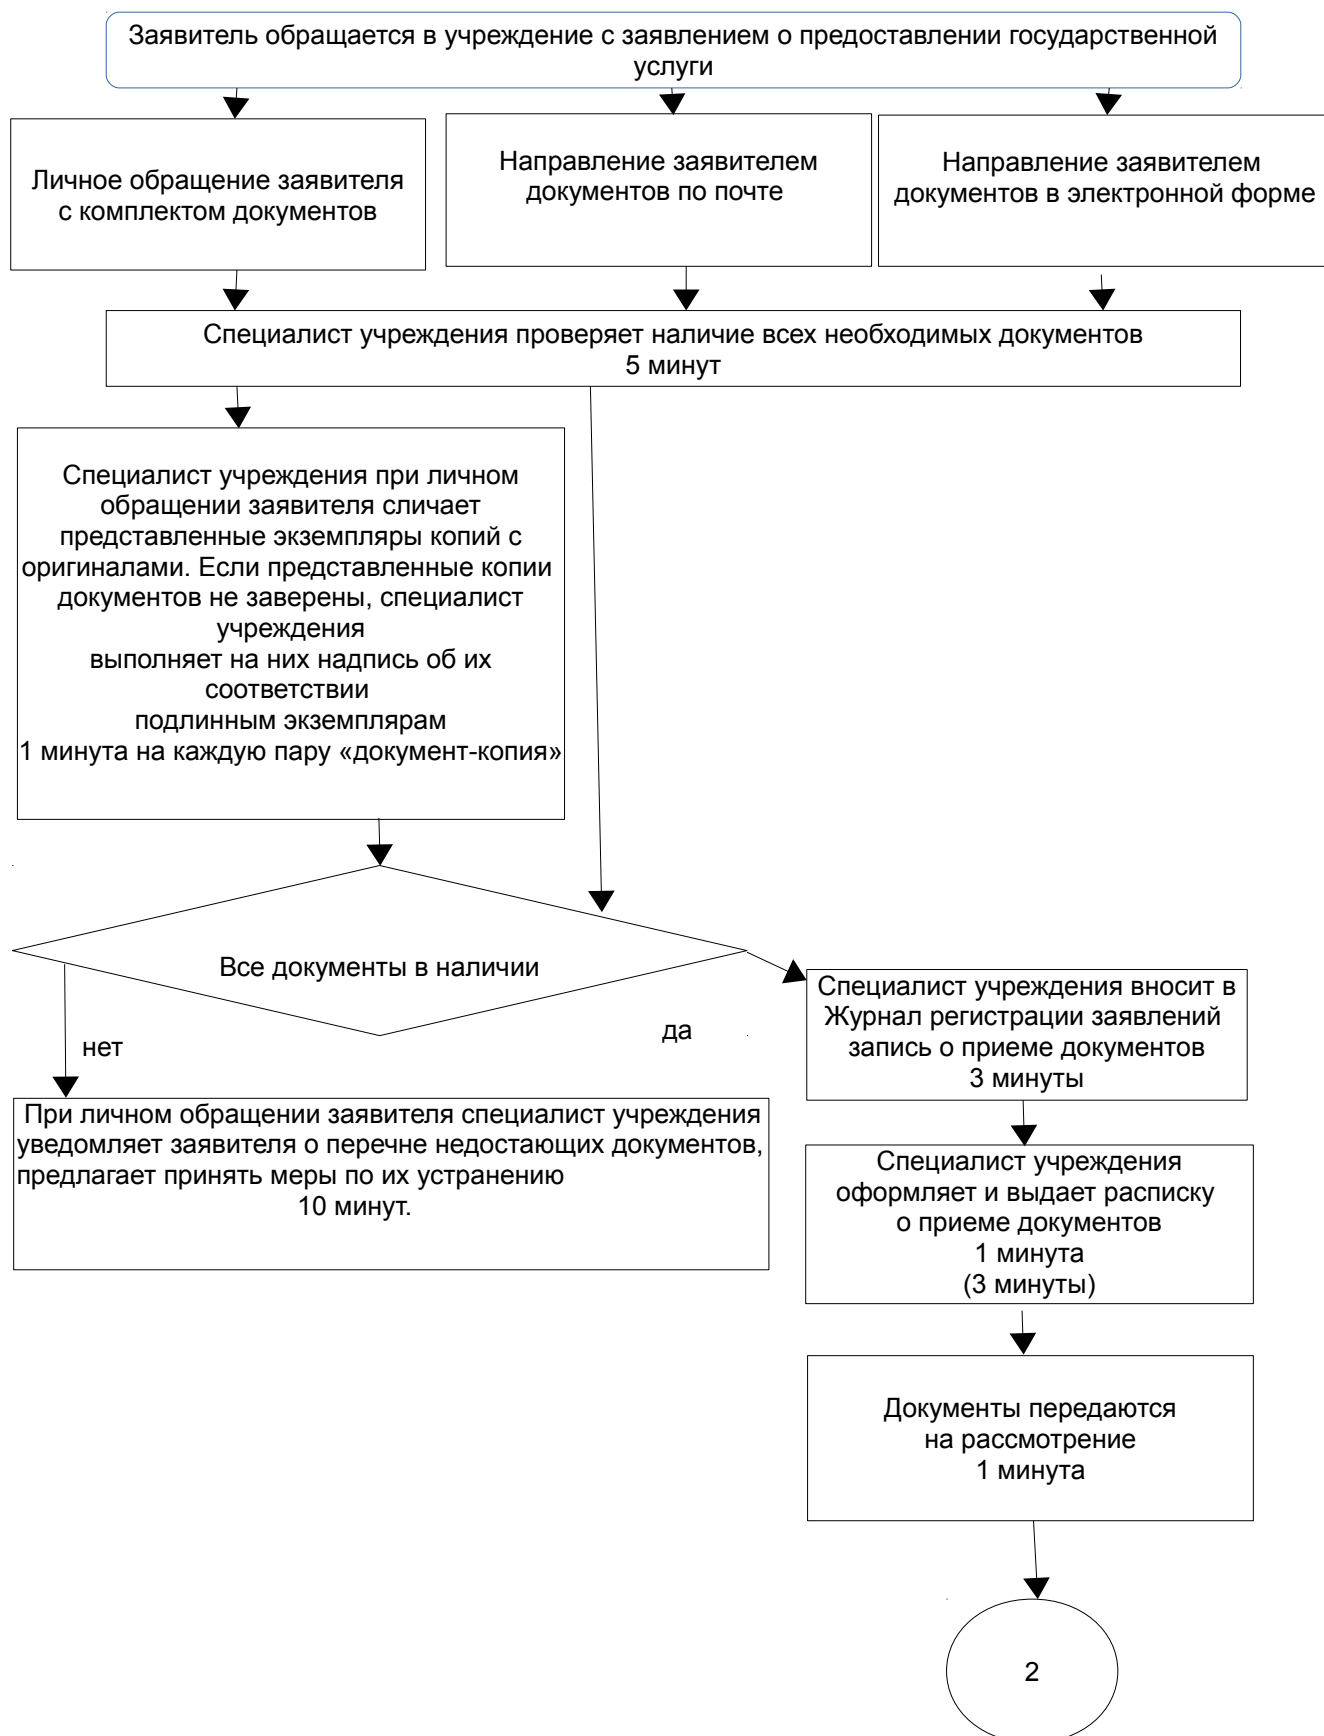 Заявитель обращается в учреждение с заявлением о предоставлении государственной
услуги
Личное обращение заявителя
с комплектом документов
Направление заявителем
документов по почте
Направление заявителем
документов в электронной форме
Специалист учреждения проверяет наличие всех необходимых документов
5 минут
Специалист учреждения при личном
обращении заявителя сличает
представленные экземпляры копий с
оригиналами. Если представленные копии
документов не заверены, специалист
учреждения
выполняет на них надпись об их
соответствии
подлинным экземплярам
1 минута на каждую пару «документ-копия»
Все документы в наличии
нет
да
При личном обращении заявителя специалист учреждения
уведомляет заявителя о перечне недостающих документов,
предлагает принять меры по их устранению
10 минут.
Специалист учреждения вносит в
Журнал регистрации заявлений
запись о приеме документов
3 минуты
Специалист учреждения
оформляет и выдает расписку
о приеме документов
1 минута
(3 минуты)
Документы передаются
на рассмотрение
1 минута
2